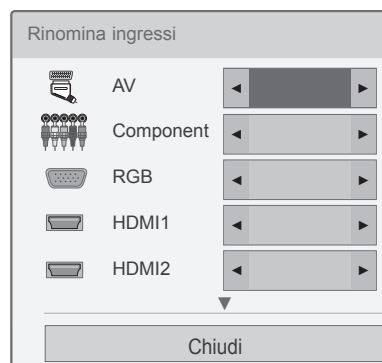 Rinomina ingressi
AV
Component
RGB
HDMI1
HDMI2
Chiudi